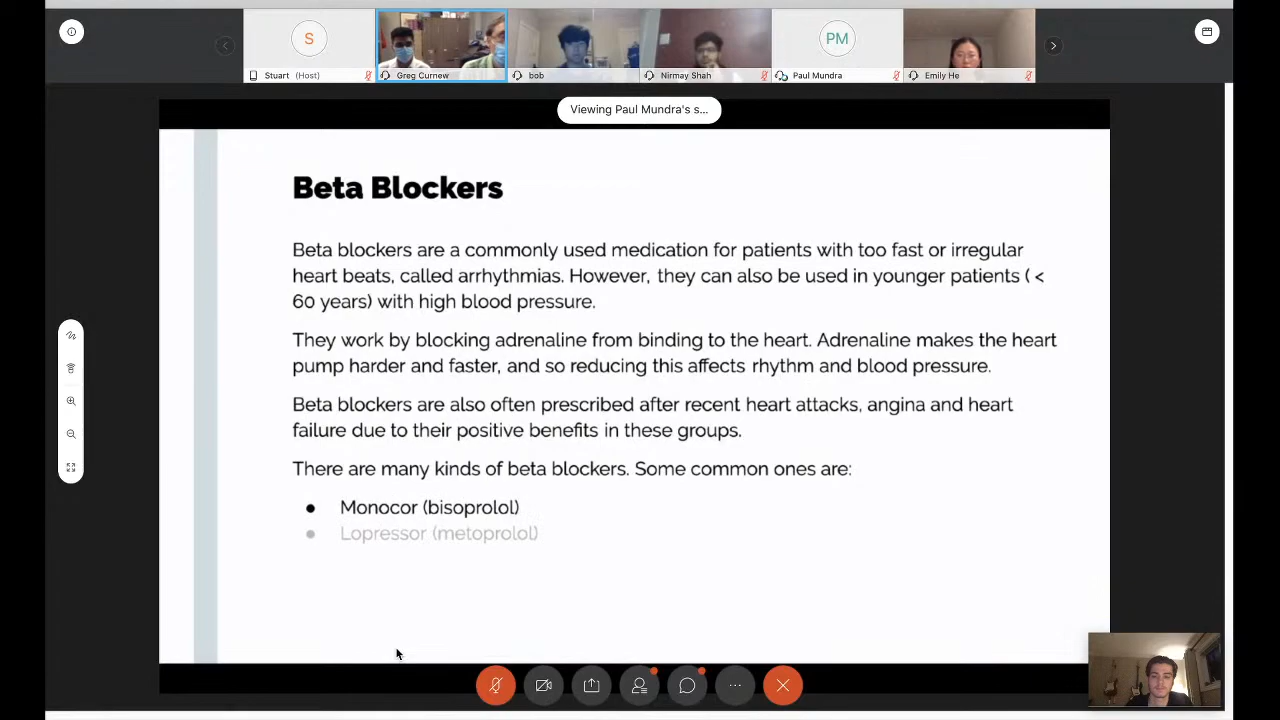 S
PM
Stuart (Host)
Greg Curnew
bob
Nirmay Shah
Paul Mundra
Emily He
Viewing Paul Mundra's s...
Beta Blockers
Beta blockers are a commonly used medication for patients with too fast or irregular
heart beats, called arrhythmias. However, they can also be used in younger patients ( <
60 years) with high blood pressure.
They work by blocking adrenaline from binding to the heart. Adrenaline makes the heart
pump harder and faster, and so reducing this affects rhythm and blood pressure.
Beta blockers are also often prescribed after recent heart attacks, angina and heart
failure due to their positive benefits in these groups.
There are many kinds of beta blockers. Some common ones are:
● Monocor (bisoprolol)
● Lopressor (metoprolol)